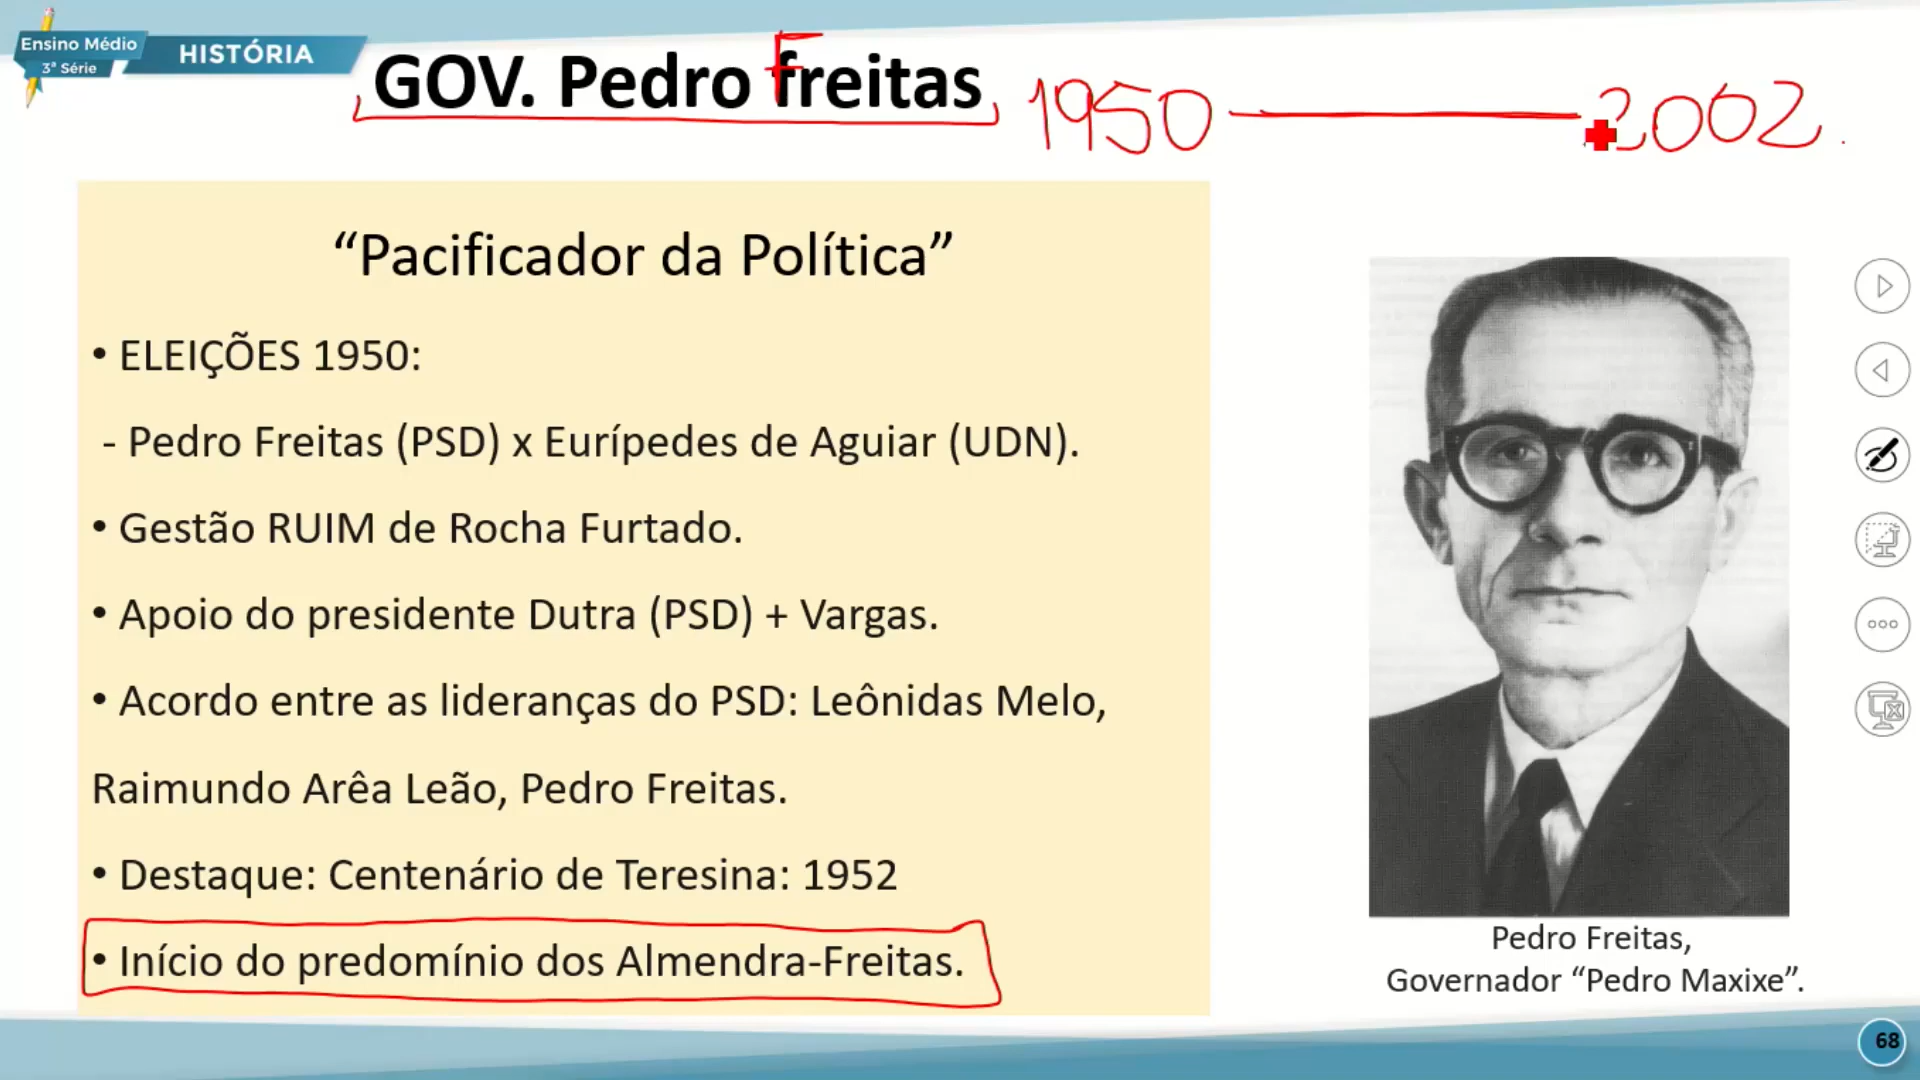 Ensino Médio
3ª Série
HISTÓRIA
GOV. Pedro freitas
F
1950 — 2002.
“Pacificador da Política”
• ELEIÇÕES 1950:
- Pedro Freitas (PSD) x Eurípedes de Aguiar (UDN).
• Gestão RUIM de Rocha Furtado.
• Apoio do presidente Dutra (PSD) + Vargas.
• Acordo entre as lideranças do PSD: Leônidas Melo,
Raimundo Arêa Leão, Pedro Freitas.
• Destaque: Centenário de Teresina: 1952
• Início do predomínio dos Almendra-Freitas.
Pedro Freitas,
Governador “Pedro Maxixe”.
68